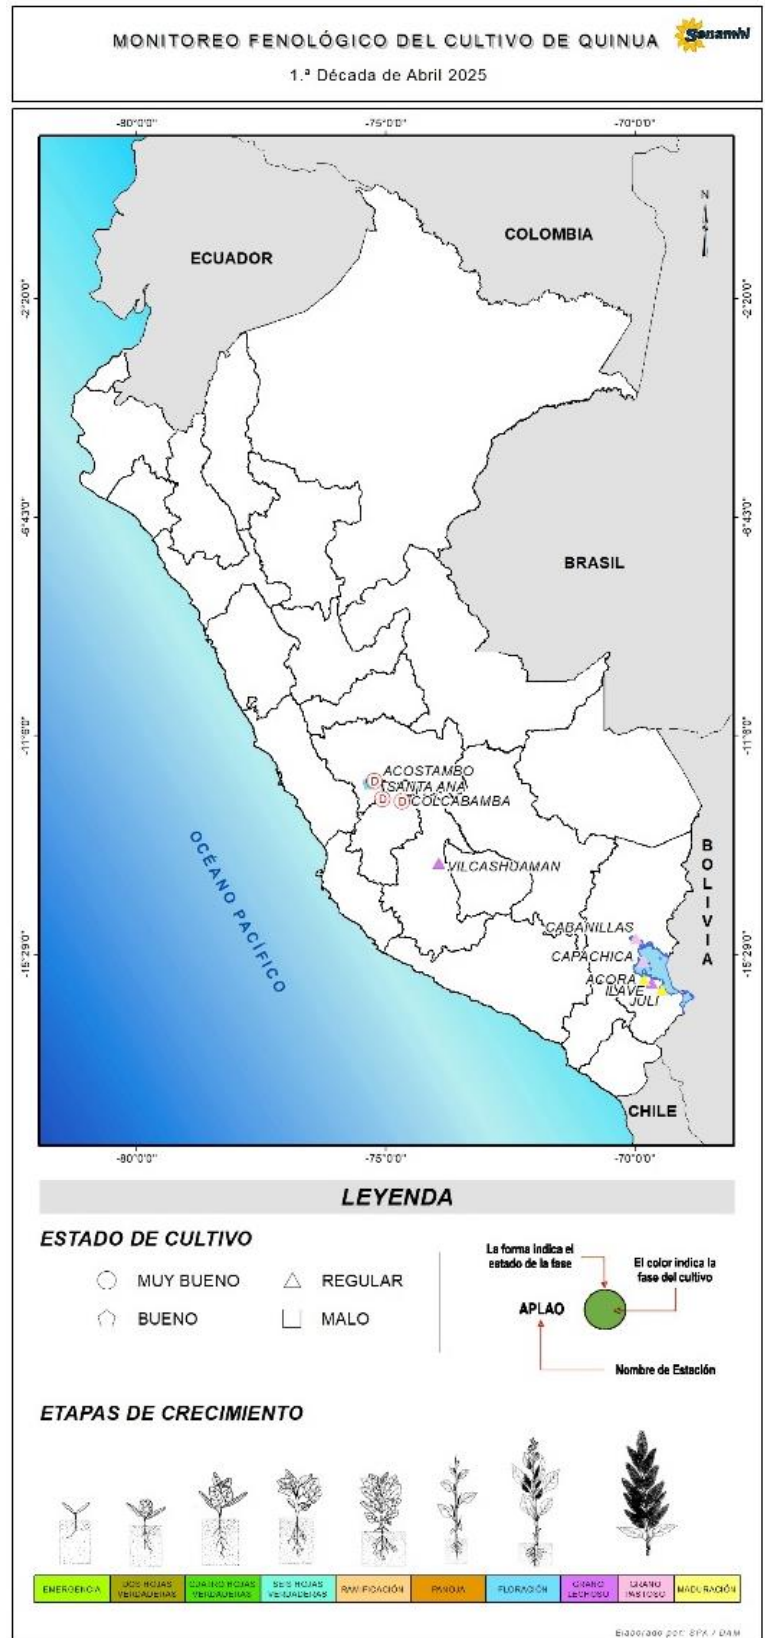 MONITOREO FENOLÓGICO DEL CULTIVO DE QUINUA
Senamhi
1.ª Década de Abril 2025
-80°0'0" -75°0'0" -70°0'0"
N
COLOMBIA
ECUADOR
-2°20'0" -2°20'0"
-6°43'0" -6°43'0"
BRASIL
-11°6'0" -11°6'0"
D ACOSTAMBO
SANTA ANA
D D COLCABAMBA
VILCASHUAMAN
BOLIVIA
OCÉANO PACÍFICO
CABANILLAS
-15°29'0" CAPACHICA -15°29'0"
ACORA
ILAVE
JULI
CHILE
-80°0'0" -75°0'0" -70°0'0"
LEYENDA
ESTADO DE CULTIVO
MUY BUENO REGULAR
BUENO MALO
La forma indica el
estado de la fase
El color indica la
fase del cultivo
APLAO
Nombre de Estación
ETAPAS DE CRECIMIENTO
EMERGENCIA
DOS HOJAS
VERDADERAS
CUATRO HOJAS
VERDADERAS
SEIS HOJAS
VERDADERAS
RAMIFICACIÓN
PANOJA
FLORACIÓN
GRANO
LECHOSO
GRANO
PASTOSO
MADURACIÓN
Elaborado por: SPK / DAM